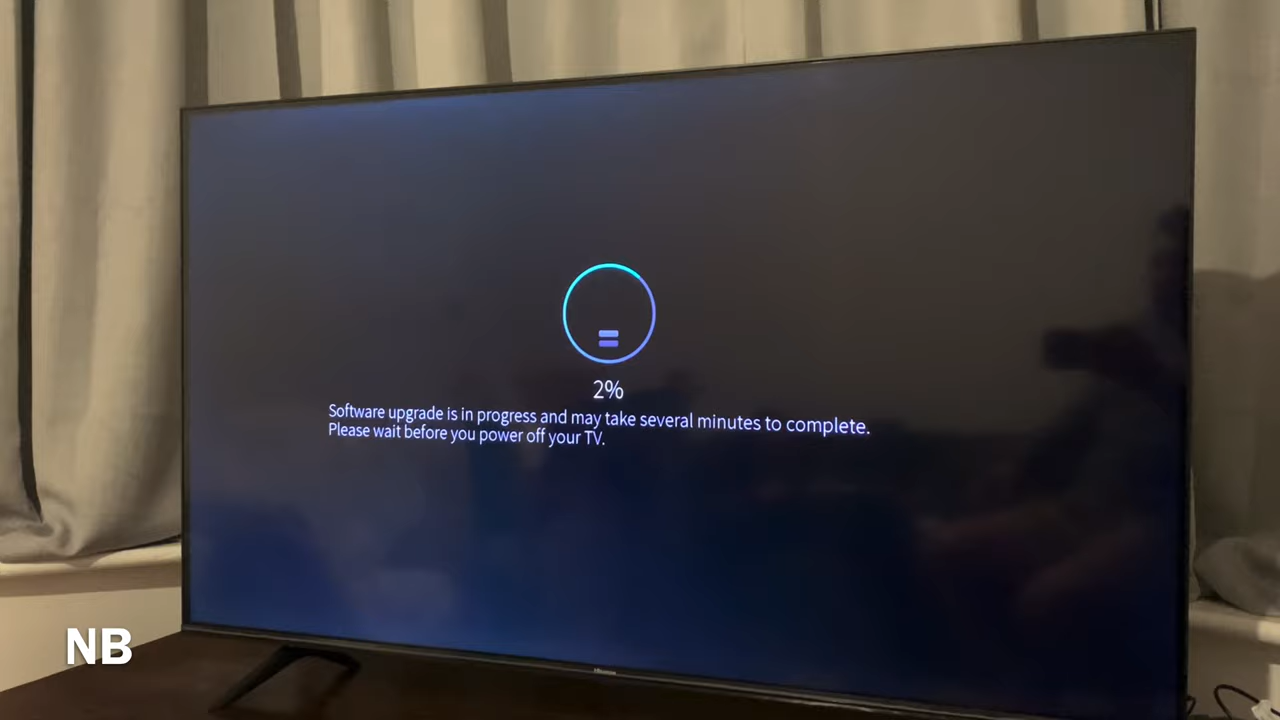 2%
Software upgrade is in progress and may take several minutes to complete.
Please wait before you power off your TV.
Hisense
NB